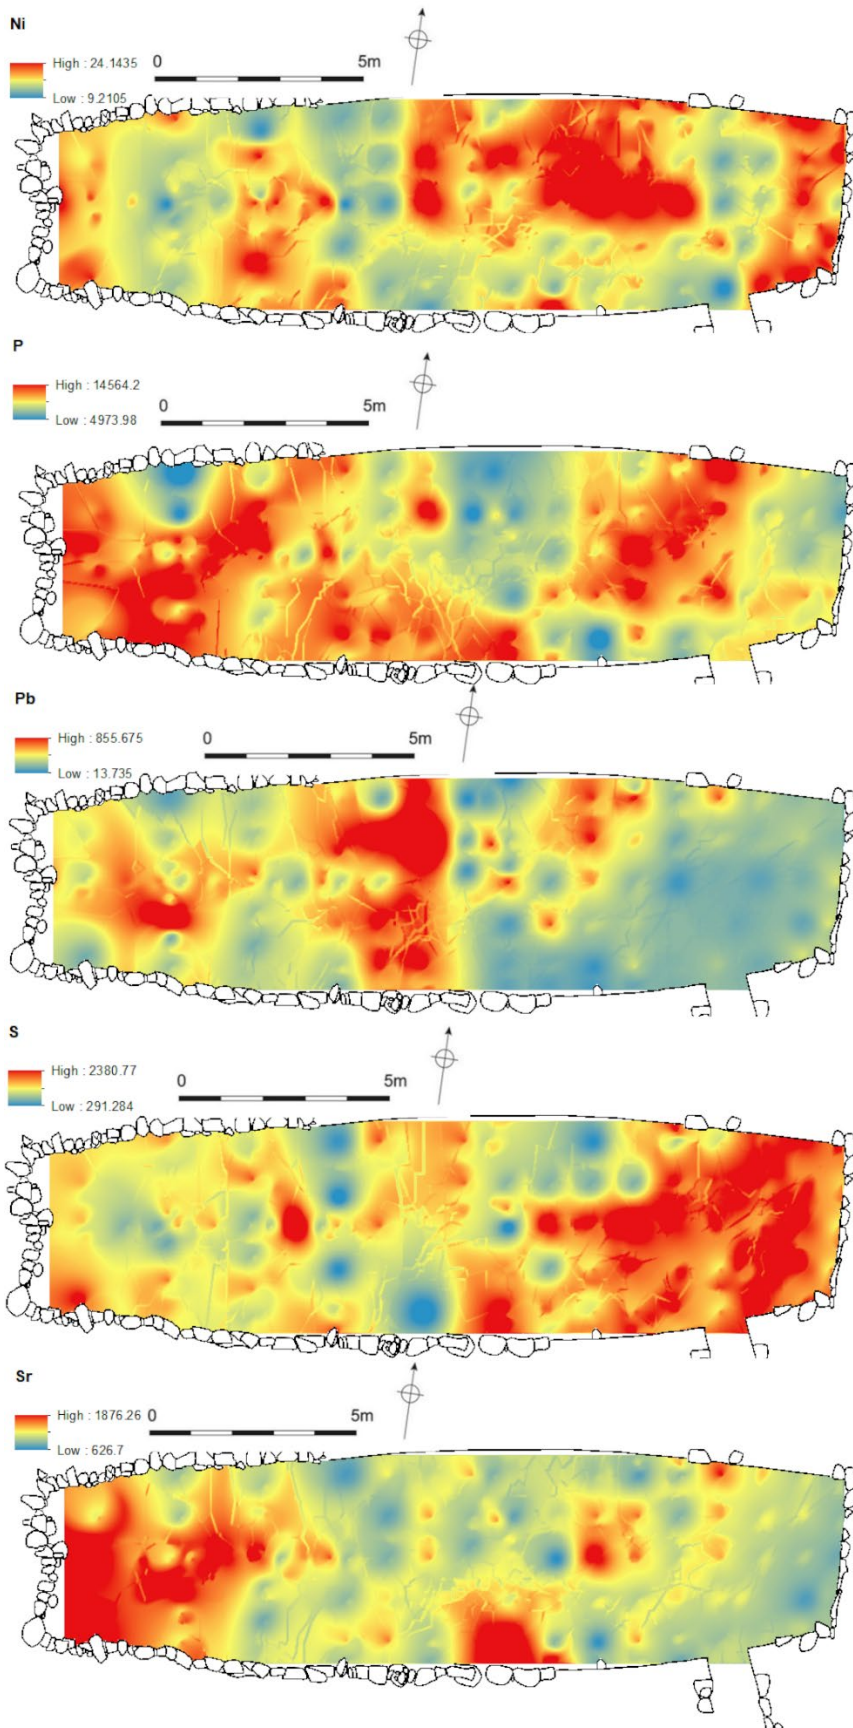 Ni
High : 24.1435
Low : 9.2105
0 5m
P
High : 14564.2
Low : 4973.98
0 5m
Pb
High : 855.675
Low : 13.735
0 5m
S
High : 2380.77
Low : 291.284
0 5m
Sr
High : 1876.26
Low : 626.7
0 5m